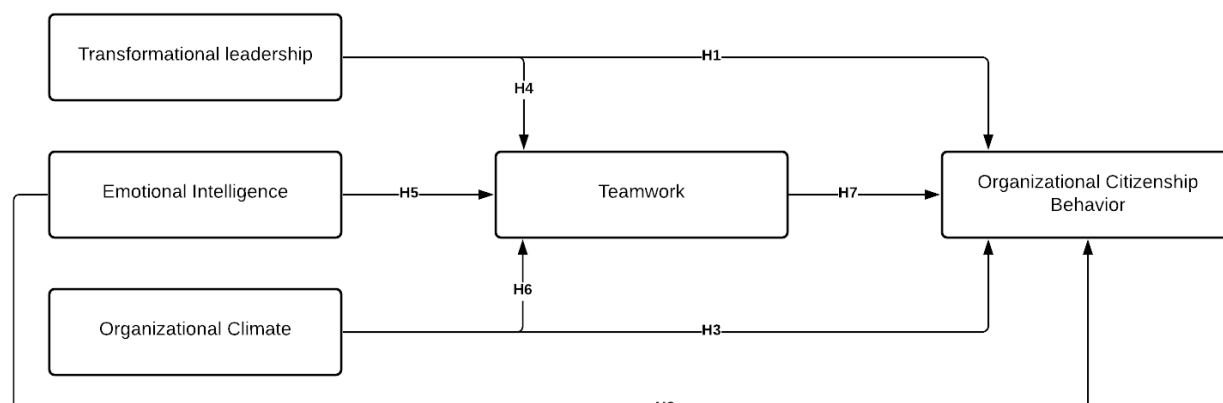 Transformational leadership
H1
H4
Emotional Intelligence
H5
Teamwork
H7
Organizational Citizenship
Behavior
H6
Organizational Climate
H3